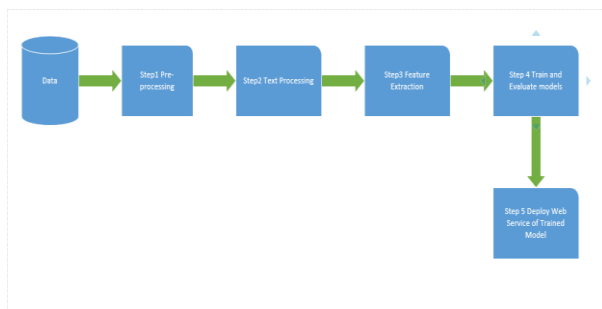 Data
Step1 Pre-
processing
Step2 Text Processing
Step3 Feature
Extraction
Step 4 Train and
Evaluate models
Step 5 Deploy Web
Service of Trained
Model